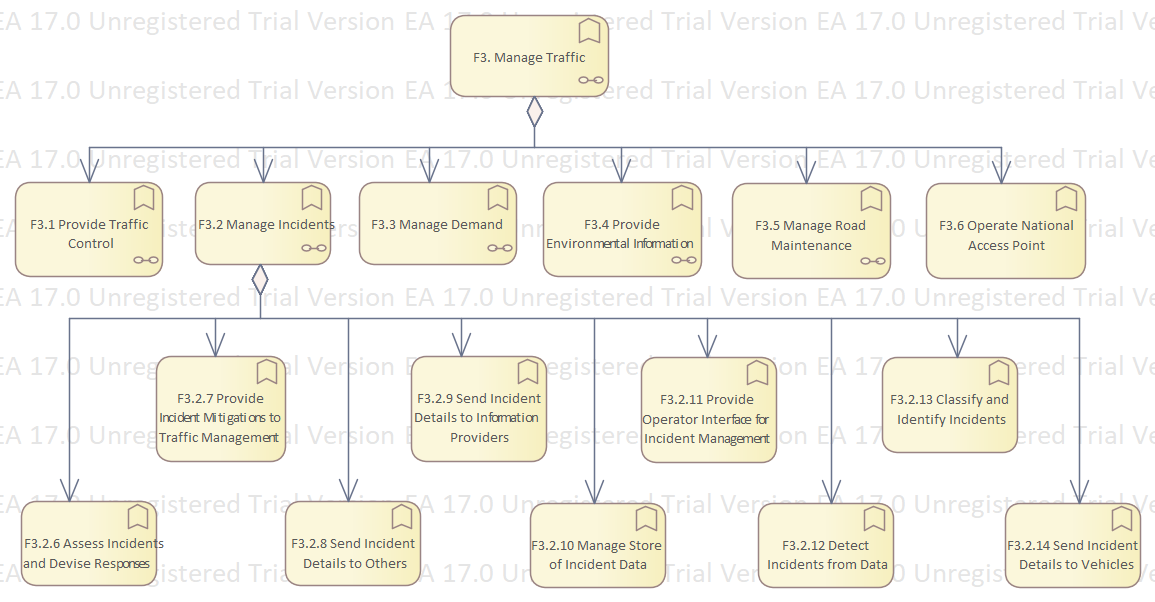 EA 17.0 Unregistered Trial Version EA 17.0 Unregistered Trial Version EA 17.0 Unregistered Trial Ve
F3. Manage Traffic
F3.1 Provide Traffic
Control
F3.2 Manage Incidents
F3.3 Manage Demand
F3.4 Provide
Environmental Information
F3.5 Manage Road
Maintenance
F3.6 Operate National
Access Point
F3.2.7 Provide
Incident Mitigations to
Traffic Management
F3.2.9 Send Incident
Details to Information
Providers
F3.2.11 Provide
Operator Interface for
Incident Management
F3.2.13 Classify and
Identify Incidents
F3.2.6 Assess Incidents
and Devise Responses
F3.2.8 Send Incident
Details to Others
F3.2.10 Manage Store
of Incident Data
F3.2.12 Detect
Incidents from Data
F3.2.14 Send Incident
Details to Vehicles